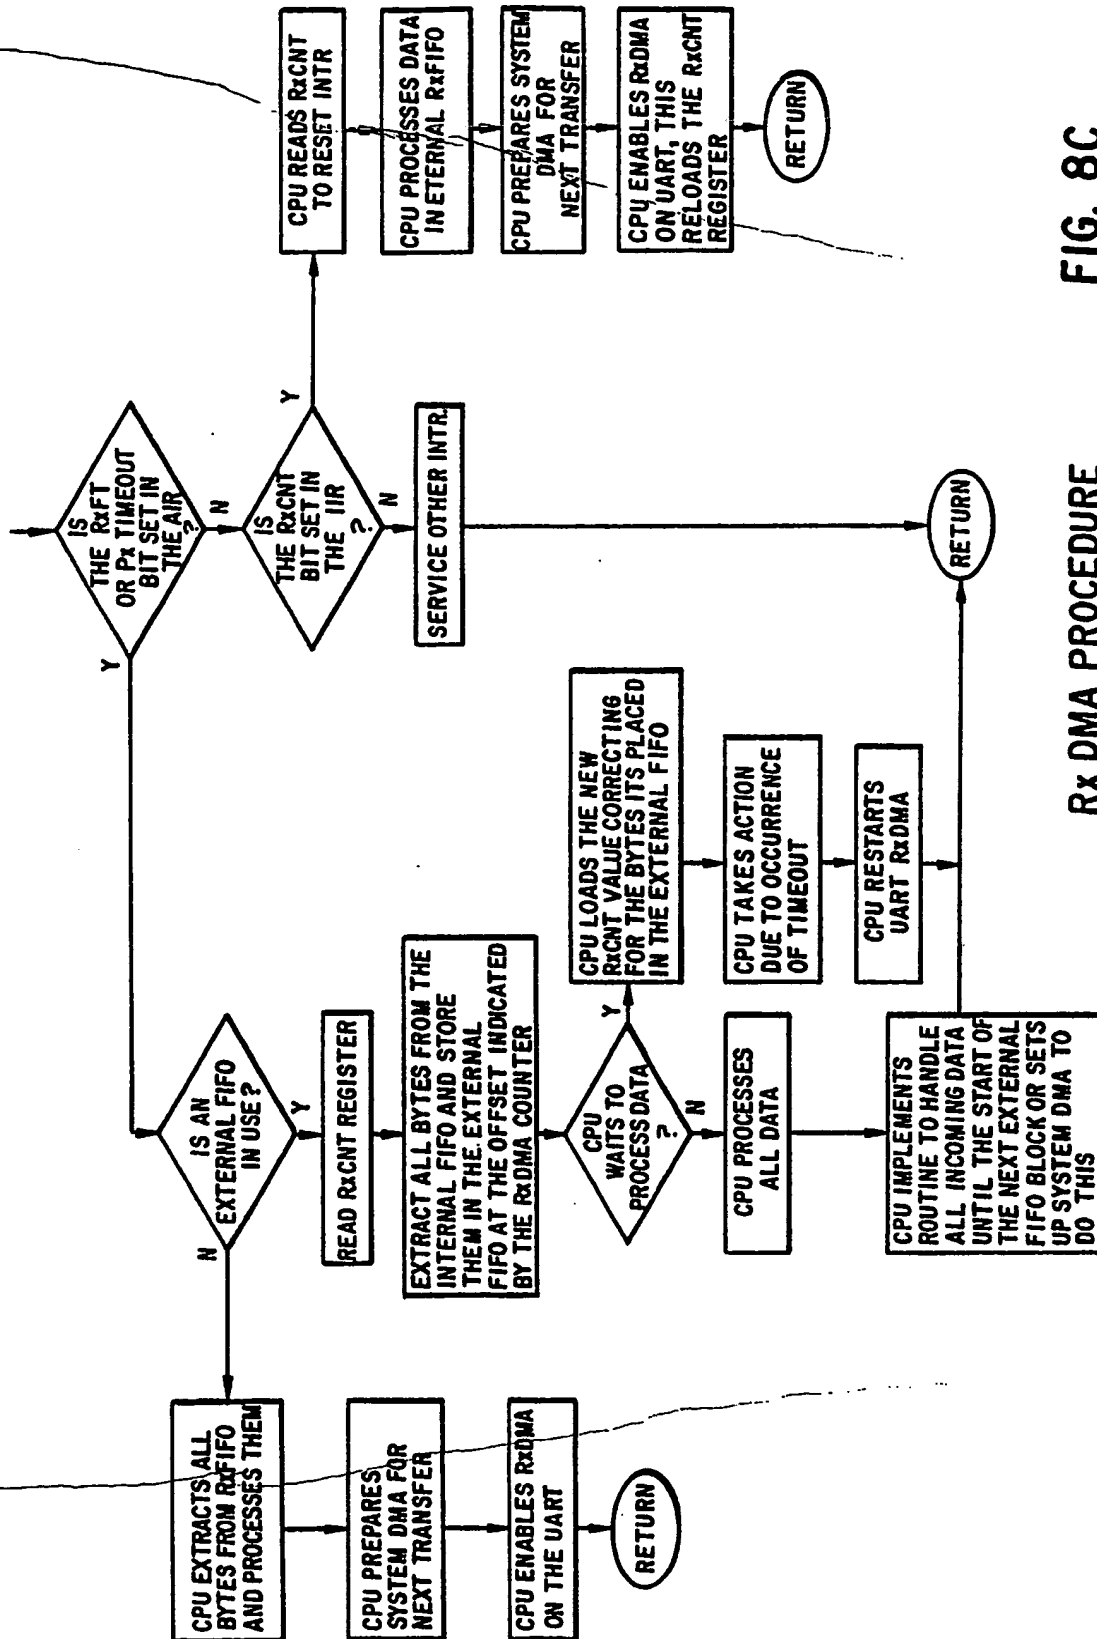 IS
THE RxFT
OR Px TIMEOUT
BIT SET IN
THE AIR
?
Y
N
IS
THE RxCNT
BIT SET IN
THE IIR
?
Y
N
SERVICE OTHER INTR.
CPU READS RxCNT
TO RESET INTR
CPU PROCESSES DATA
IN ETERNAL RxFIFO
CPU PREPARES SYSTEM
DMA FOR
NEXT TRANSFER
CPU ENABLES RxDMA
ON UART, THIS
RELOADS THE RxCNT
REGISTER
RETURN
IS AN
EXTERNAL FIFO
IN USE?
N
Y
CPU EXTRACTS ALL
BYTES FROM RxFIFO
AND PROCESSES THEM
CPU PREPARES
SYSTEM DMA FOR
NEXT TRANSFER
CPU ENABLES RxDMA
ON THE UART
RETURN
READ RxCNT REGISTER
EXTRACT ALL BYTES FROM THE
INTERNAL FIFO AND STORE
THEM IN THE EXTERNAL
FIFO AT THE OFFSET INDICATED
BY THE RxDMA COUNTER
CPU
WAITS TO
PROCESS DATA
?
Y
N
CPU LOADS THE NEW
RxCNT VALUE CORRECTING
FOR THE BYTES ITS PLACED
IN THE EXTERNAL FIFO
CPU TAKES ACTION
DUE TO OCCURRENCE
OF TIMEOUT
CPU RESTARTS
UART RxDMA
CPU PROCESSES
ALL DATA
CPU IMPLEMENTS
ROUTINE TO HANDLE
ALL INCOMING DATA
UNTIL THE START OF
THE NEXT EXTERNAL
FIFO BLOCK OR SETS
UP SYSTEM DMA TO
DO THIS
RETURN
Rx DMA PROCEDURE
FIG. 8C